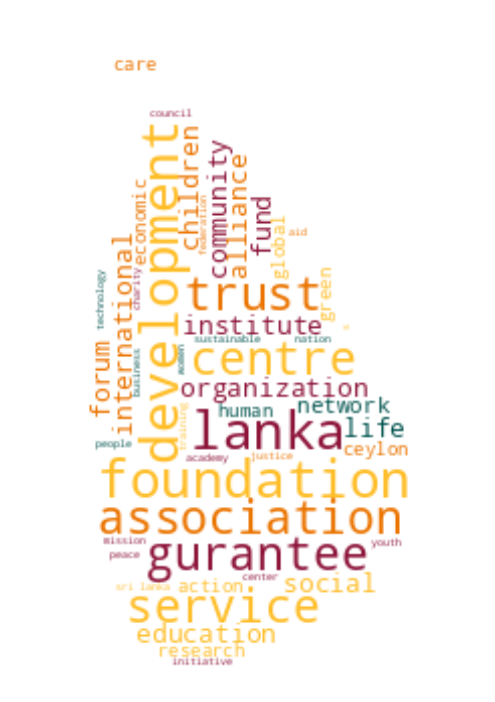 care
council
development
children
community
alliance
economic
federation
fund
global
aid
international
charity
technology
green
trust
institute
sustainable
nation
centre
business
women
forum
organization
human
network
training
lanka
life
people
ceylon
academy
justice
foundation
association
mission
youth
peace
gurantee
center
sri lanka
action
social
service
education
research
initiative